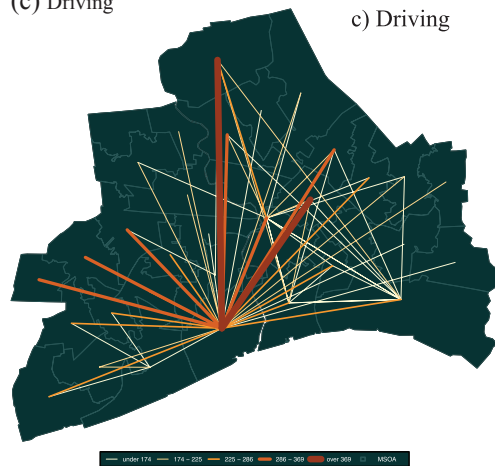 (c) Driving
c) Driving
under 174 174 – 225 225 – 286 286 – 369 over 369 MSOA